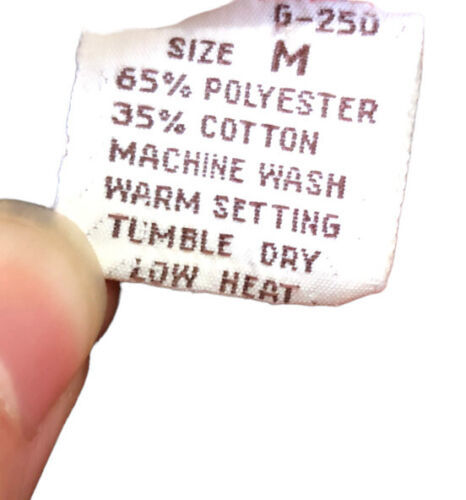 G-250
SIZE M
65% POLYESTER
35% COTTON
MACHINE WASH
WARM SETTING
TUMBLE DRY
LOW HEAT